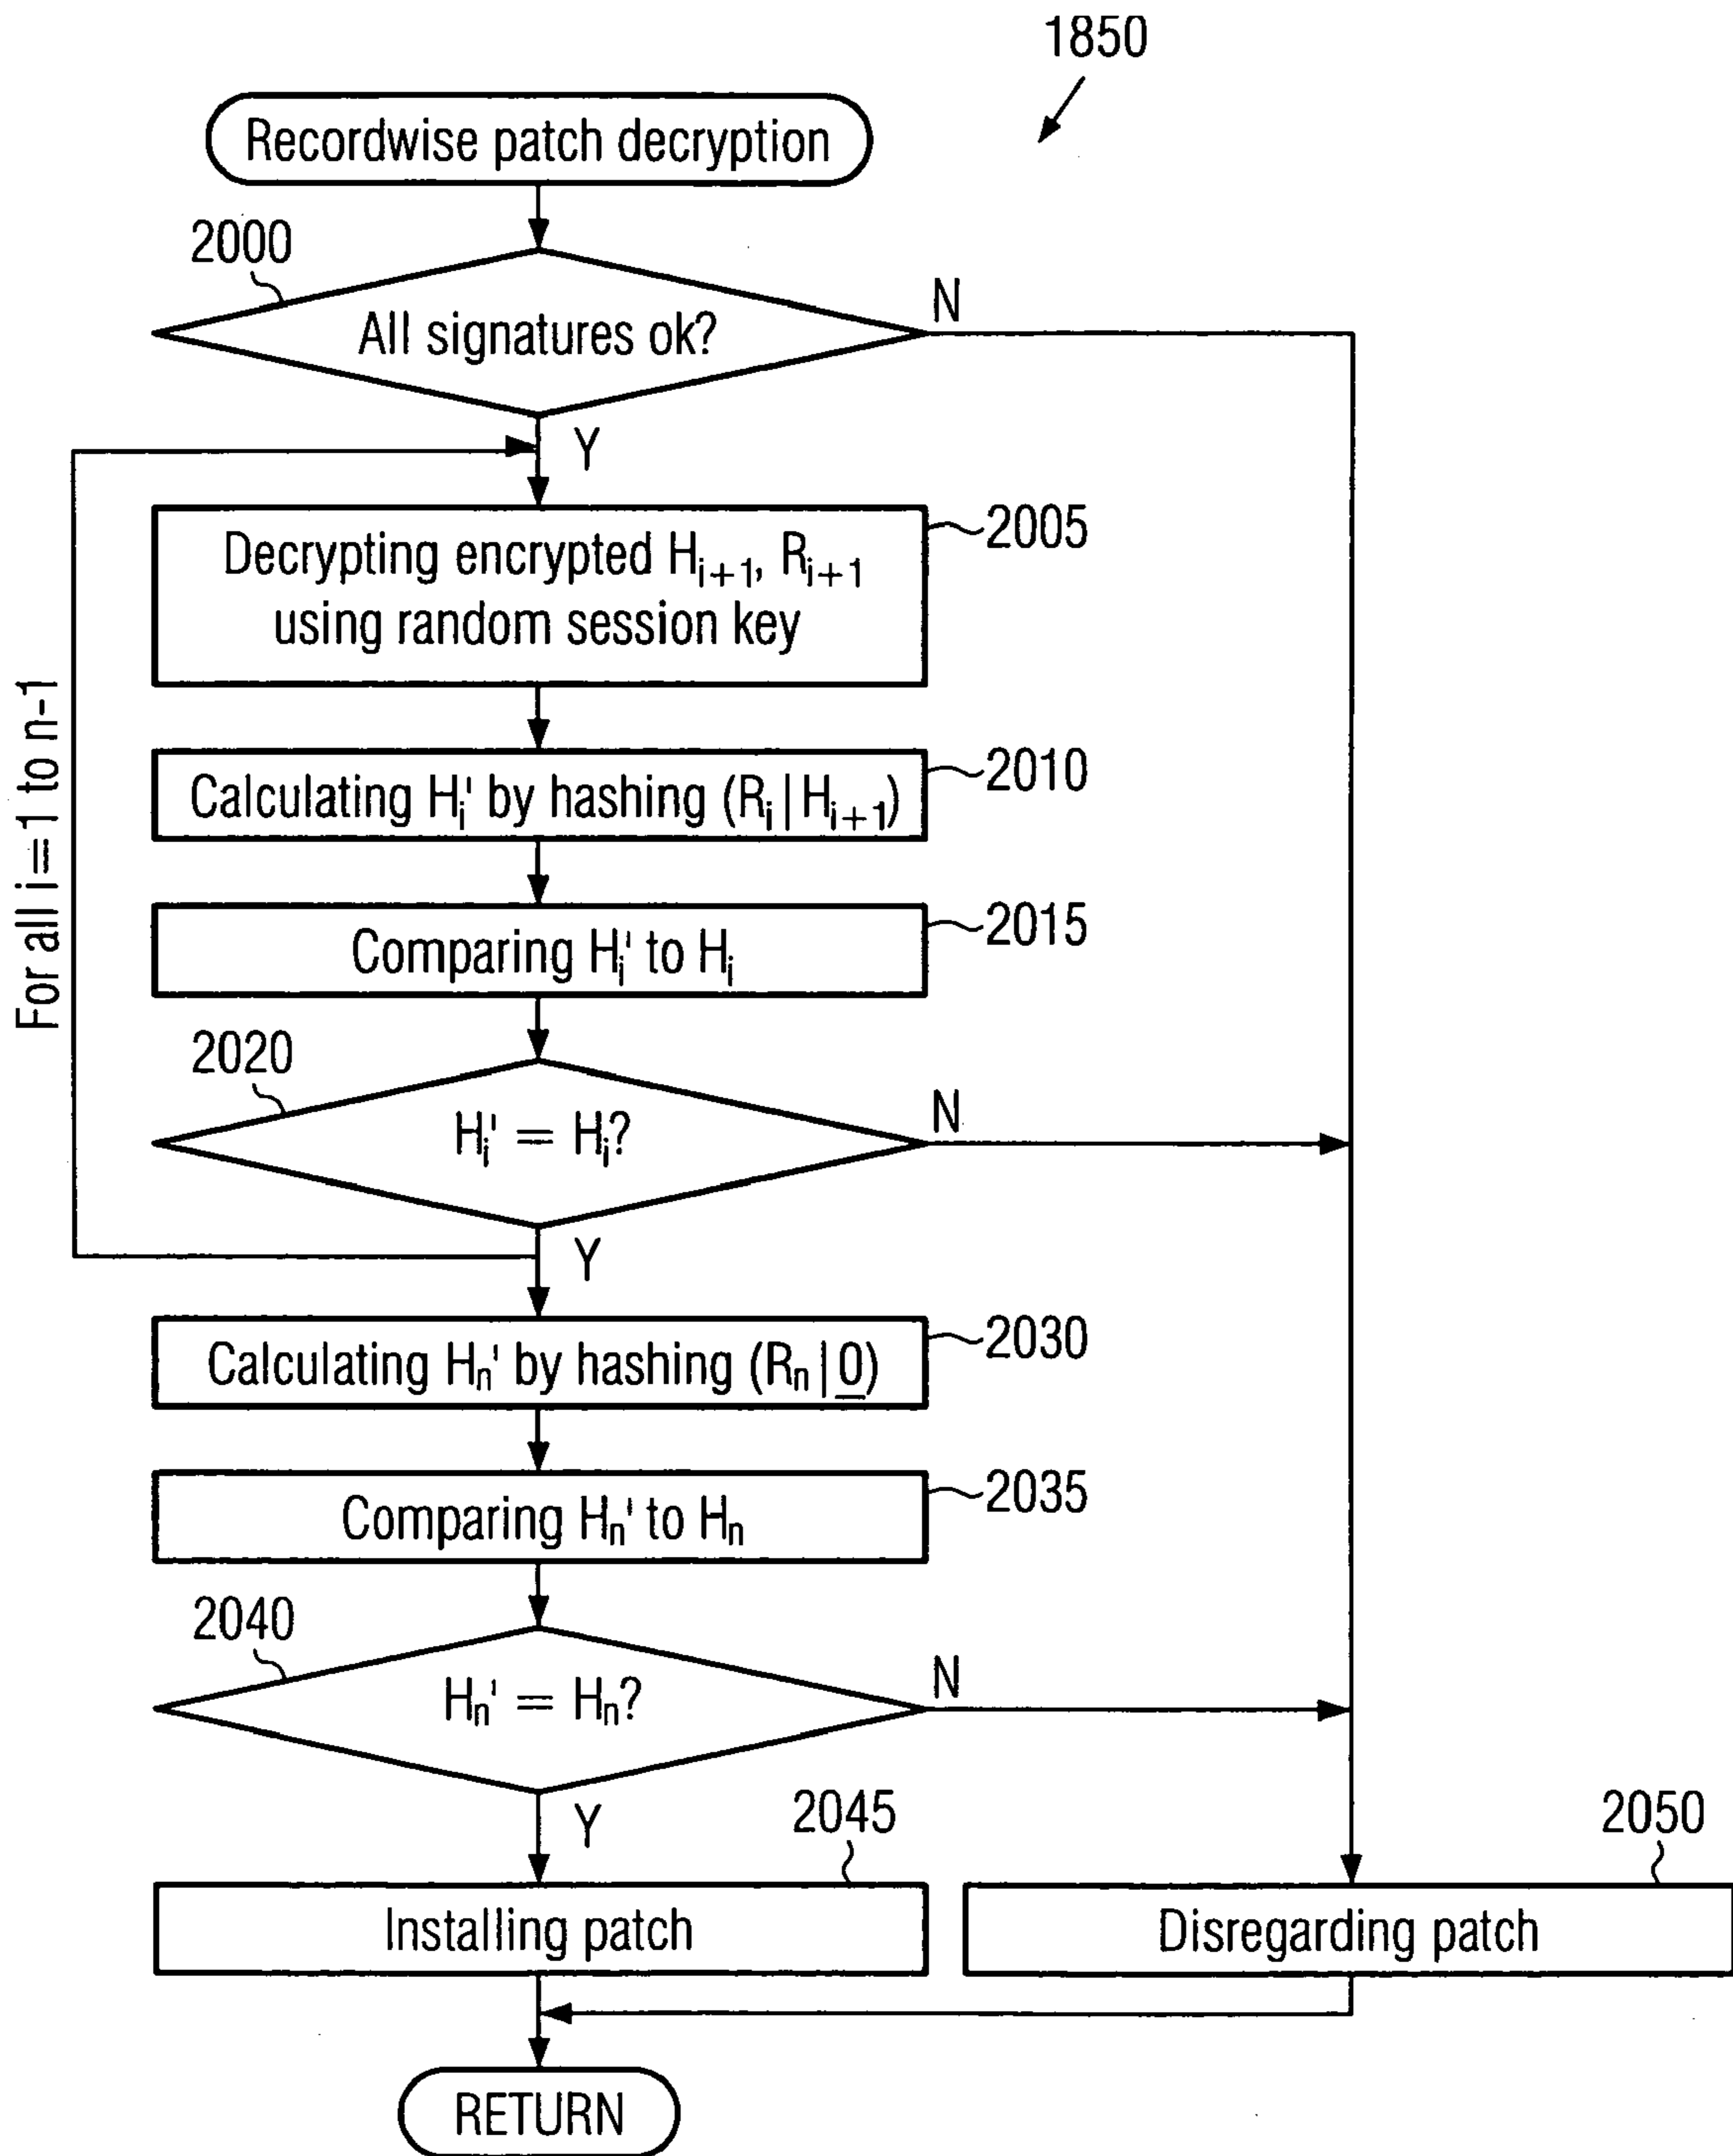 1850
Recordwise patch decryption
2000
All signatures ok?
N
Y
For all i=1 to n-1
Decrypting encrypted Hᵢ₊₁, Rᵢ₊₁
using random session key
2005
Calculating Hᵢ' by hashing (Rᵢ|Hᵢ₊₁)
2010
Comparing Hᵢ' to Hᵢ
2015
2020
Hᵢ' = Hᵢ?
N
Y
Calculating Hₙ' by hashing (Rₙ|0)
2030
Comparing Hₙ' to Hₙ
2035
2040
Hₙ' = Hₙ?
N
Y
2045
Installing patch
2050
Disregarding patch
RETURN